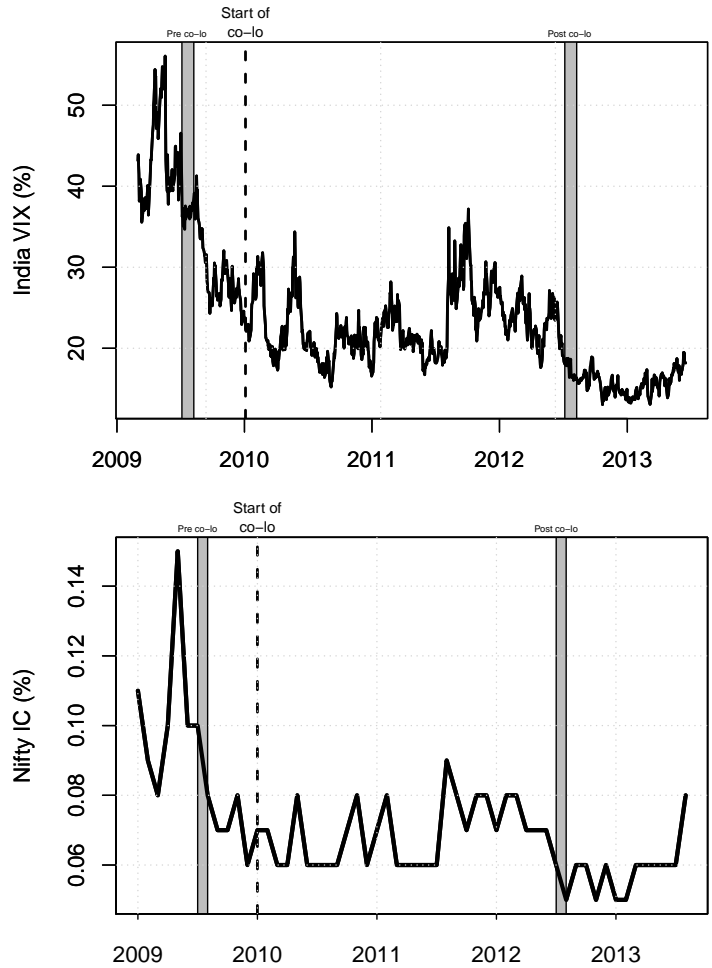 Start of
co−lo
Pre co−lo
Post co−lo
India VIX (%)
50
40
30
20
2009 2010 2011 2012 2013
Start of
co−lo
Pre co−lo
Post co−lo
Nifty IC (%)
0.14
0.12
0.10
0.08
0.06
2009 2010 2011 2012 2013